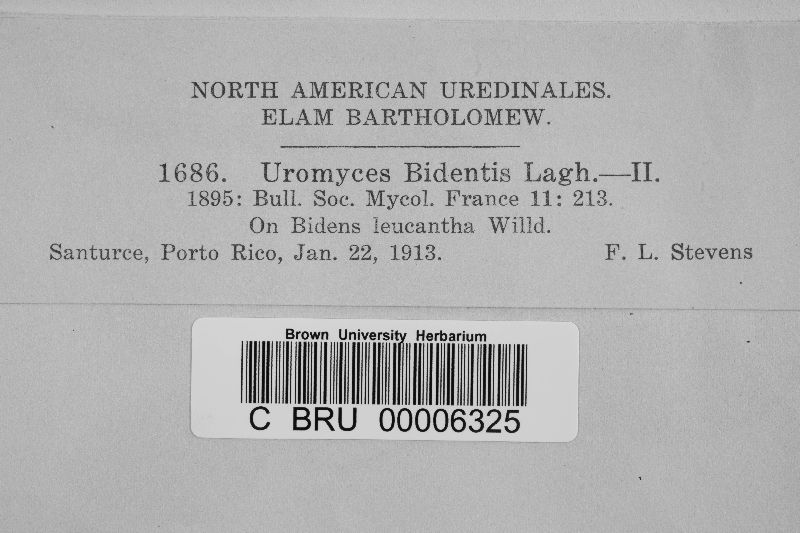 NORTH AMERICAN UREDINALES.
ELAM BARTHOLOMEW.
1686. Uromyces Bidentis Lagh.—II.
1895: Bull. Soc. Mycol. France 11: 213.
On Bidens leucantha Willd.
Santurce, Porto Rico, Jan. 22, 1913. F. L. Stevens
Brown University Herbarium
C BRU 00006325